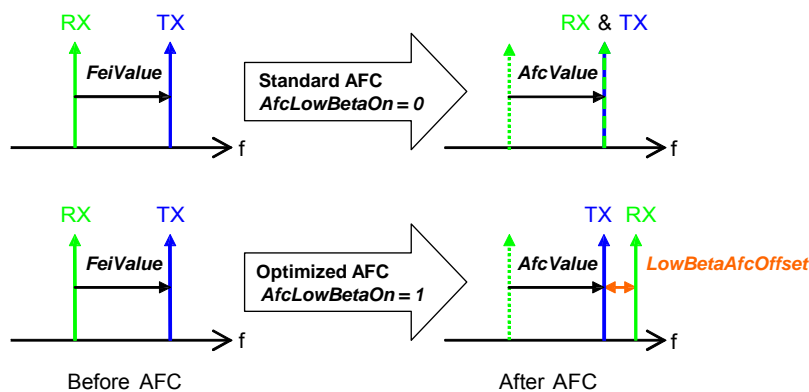 RX TX RX & TX
FeiValue Standard AFC AfcValue
AfcLowBetaOn = 0
f f
RX TX TX RX
FeiValue Optimized AFC AfcValue LowBetaAfcOffset
AfcLowBetaOn = 1
f f
Before AFC After AFC